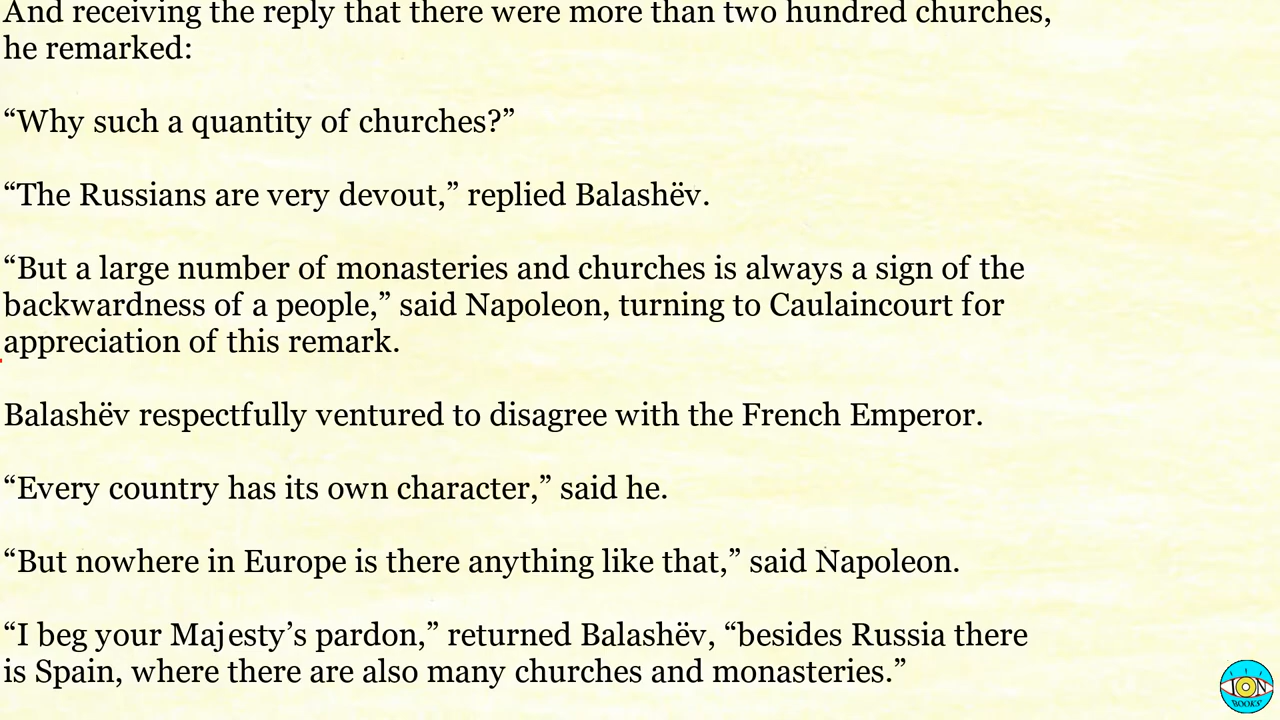 And receiving the reply that there were more than two hundred churches,
he remarked:
“Why such a quantity of churches?”
“The Russians are very devout,” replied Balashëv.
“But a large number of monasteries and churches is always a sign of the
backwardness of a people,” said Napoleon, turning to Caulaincourt for
appreciation of this remark.
Balashëv respectfully ventured to disagree with the French Emperor.
“Every country has its own character,” said he.
“But nowhere in Europe is there anything like that,” said Napoleon.
“I beg your Majesty’s pardon,” returned Balashëv, “besides Russia there
is Spain, where there are also many churches and monasteries.”
ION
BOOKS